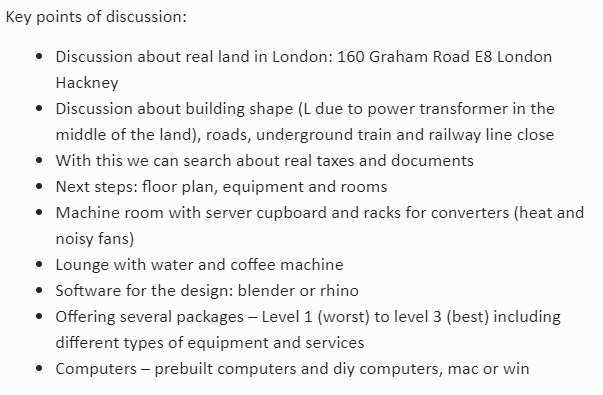 Key points of discussion:
• Discussion about real land in London: 160 Graham Road E8 London
Hackney
• Discussion about building shape (L due to power transformer in the
middle of the land), roads, underground train and railway line close
• With this we can search about real taxes and documents
• Next steps: floor plan, equipment and rooms
• Machine room with server cupboard and racks for converters (heat and
noisy fans)
• Lounge with water and coffee machine
• Software for the design: blender or rhino
• Offering several packages – Level 1 (worst) to level 3 (best) including
different types of equipment and services
• Computers – prebuilt computers and diy computers, mac or win